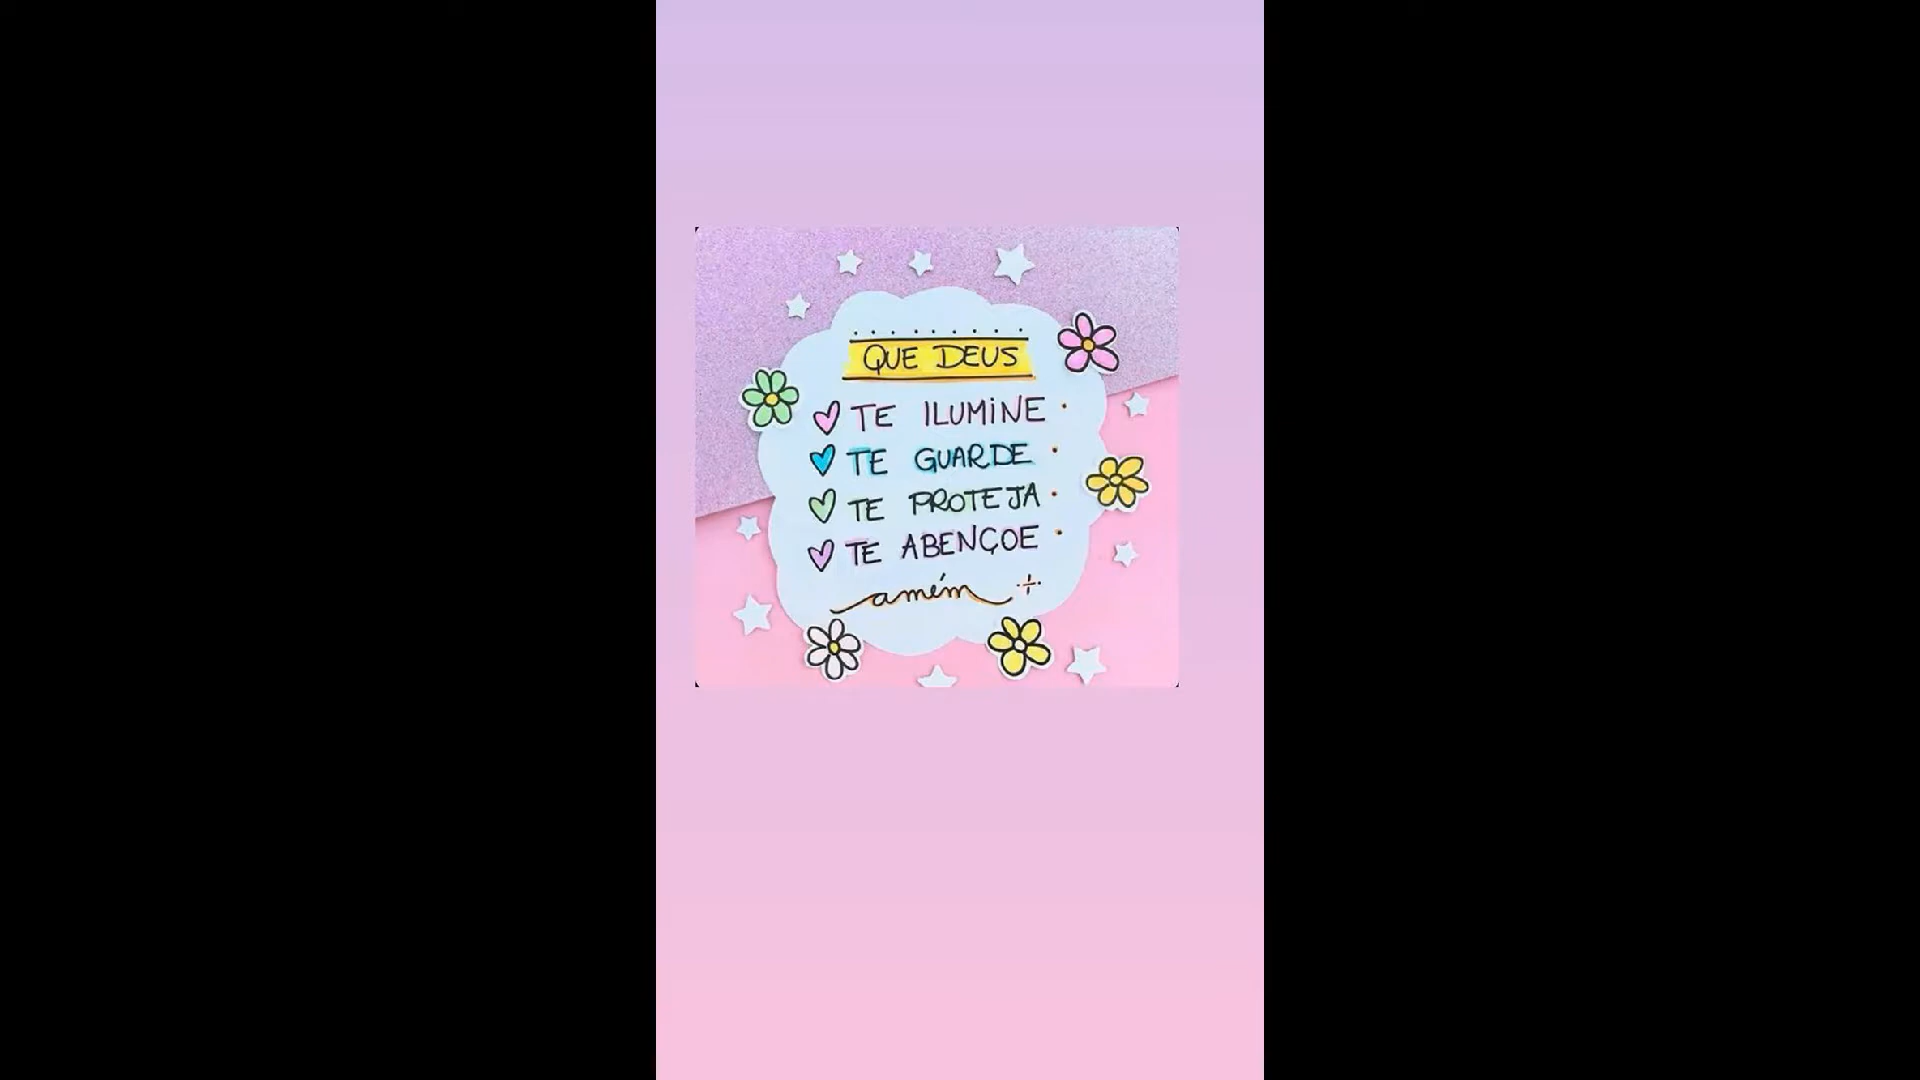 QUE DEUS
TE ILUMINE
TE GUARDE
TE PROTEJA
TE ABENÇOE
amém